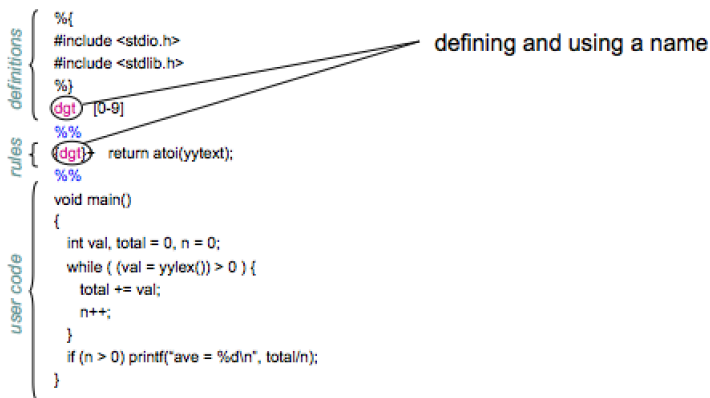 definitions
%{
#include <stdio.h>
#include <stdlib.h>
%}
dgt [0-9]
%%
rules
{dgt}+ return atoi(yytext);
%%
user code
void main()
{
int val, total = 0, n = 0;
while ( (val = yylex()) > 0 ) {
total += val;
n++;
}
if (n > 0) printf("ave = %d\n", total/n);
}
defining and using a name